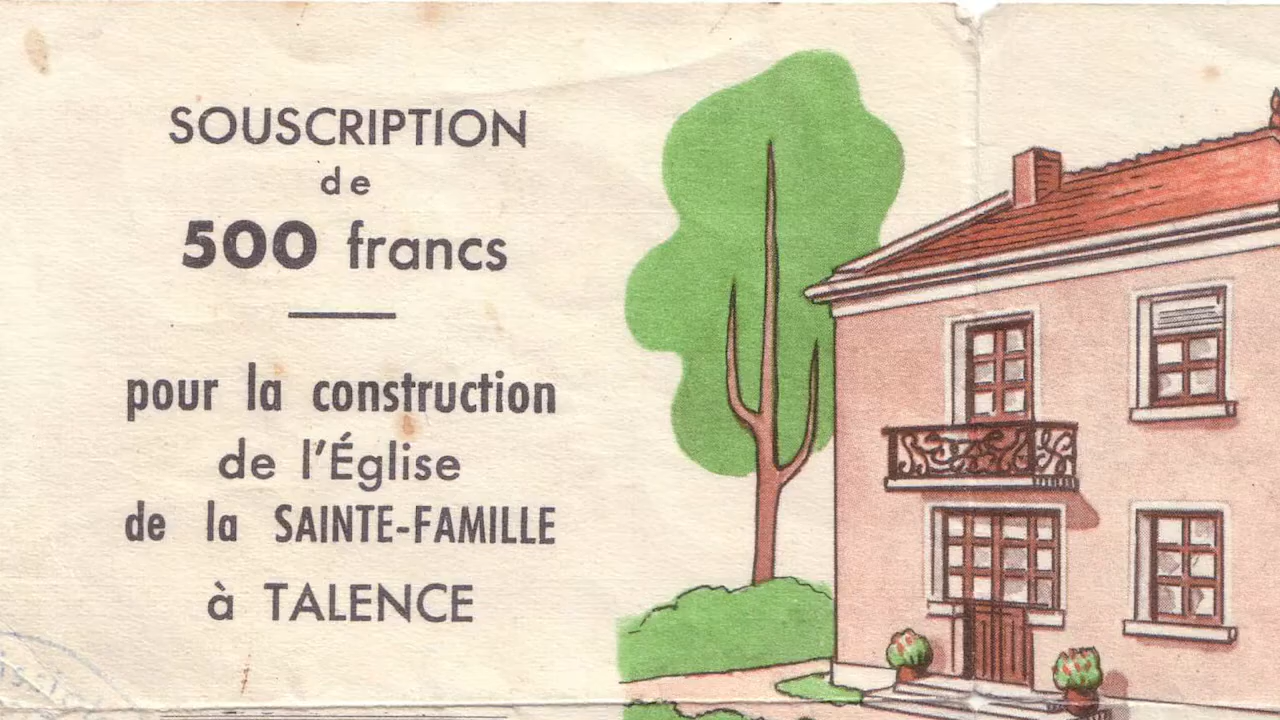 SOUSCRIPTION
de
500 francs
pour la construction
de l'Église
de la SAINTE-FAMILLE
à TALENCE